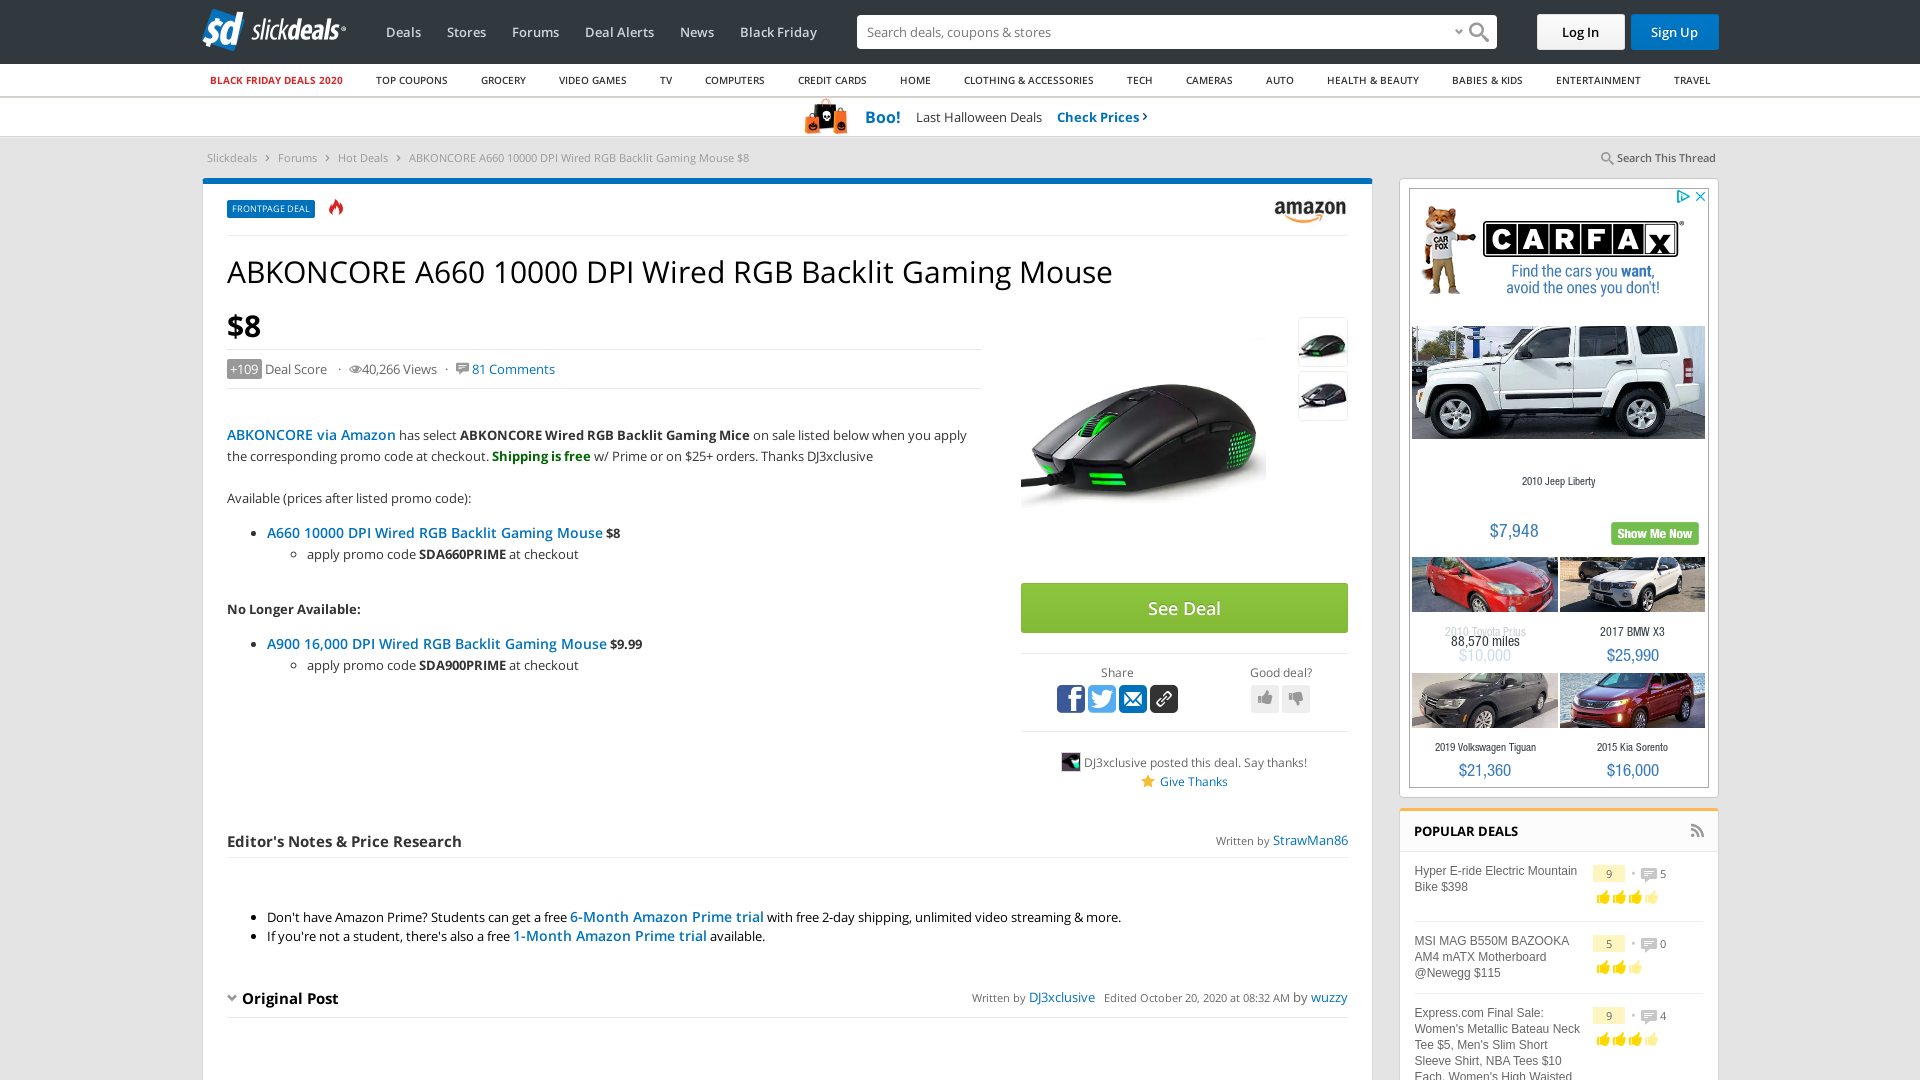 sd slickdeals
Deals
Stores
Forums
Deal Alerts
News
Black Friday
Search deals, coupons & stores
Log In
Sign Up
BLACK FRIDAY DEALS 2020
TOP COUPONS
GROCERY
VIDEO GAMES
TV
COMPUTERS
CREDIT CARDS
HOME
CLOTHING & ACCESSORIES
TECH
CAMERAS
AUTO
HEALTH & BEAUTY
BABIES & KIDS
ENTERTAINMENT
TRAVEL
Boo! Last Halloween Deals Check Prices
Slickdeals > Forums > Hot Deals > ABKONCORE A660 10000 DPI Wired RGB Backlit Gaming Mouse $8
Search This Thread
FRONTPAGE DEAL
amazon
ABKONCORE A660 10000 DPI Wired RGB Backlit Gaming Mouse
$8
+109 Deal Score · 40,266 Views · 81 Comments
ABKONCORE via Amazon has select ABKONCORE Wired RGB Backlit Gaming Mice on sale listed below when you apply
the corresponding promo code at checkout. Shipping is free w/ Prime or on $25+ orders. Thanks DJ3xclusive
Available (prices after listed promo code):
A660 10000 DPI Wired RGB Backlit Gaming Mouse $8
apply promo code SDA660PRIME at checkout
No Longer Available:
A900 16,000 DPI Wired RGB Backlit Gaming Mouse $9.99
apply promo code SDA900PRIME at checkout
See Deal
Share
Good deal?
DJ3xclusive posted this deal. Say thanks!
Give Thanks
Editor's Notes & Price Research
Written by StrawMan86
Don't have Amazon Prime? Students can get a free 6-Month Amazon Prime trial with free 2-day shipping, unlimited video streaming & more.
If you're not a student, there's also a free 1-Month Amazon Prime trial available.
Original Post
Written by DJ3xclusive Edited October 20, 2020 at 08:32 AM by wuzzy
CAR FOX
CARFAX
Find the cars you want,
avoid the ones you don't!
2010 Jeep Liberty
$7,948
Show Me Now
2010 Toyota Prius
88,570 miles
$10,000
2017 BMW X3
$25,990
2019 Volkswagen Tiguan
$21,360
2015 Kia Sorento
$16,000
POPULAR DEALS
Hyper E-ride Electric Mountain
Bike $398
9 · 5
MSI MAG B550M BAZOOKA
AM4 mATX Motherboard
@Newegg $115
5 · 0
Express.com Final Sale:
Women's Metallic Bateau Neck
Tee $5, Men's Slim Short
Sleeve Shirt, NBA Tees $10
Each, Women's High Waisted
9 · 4